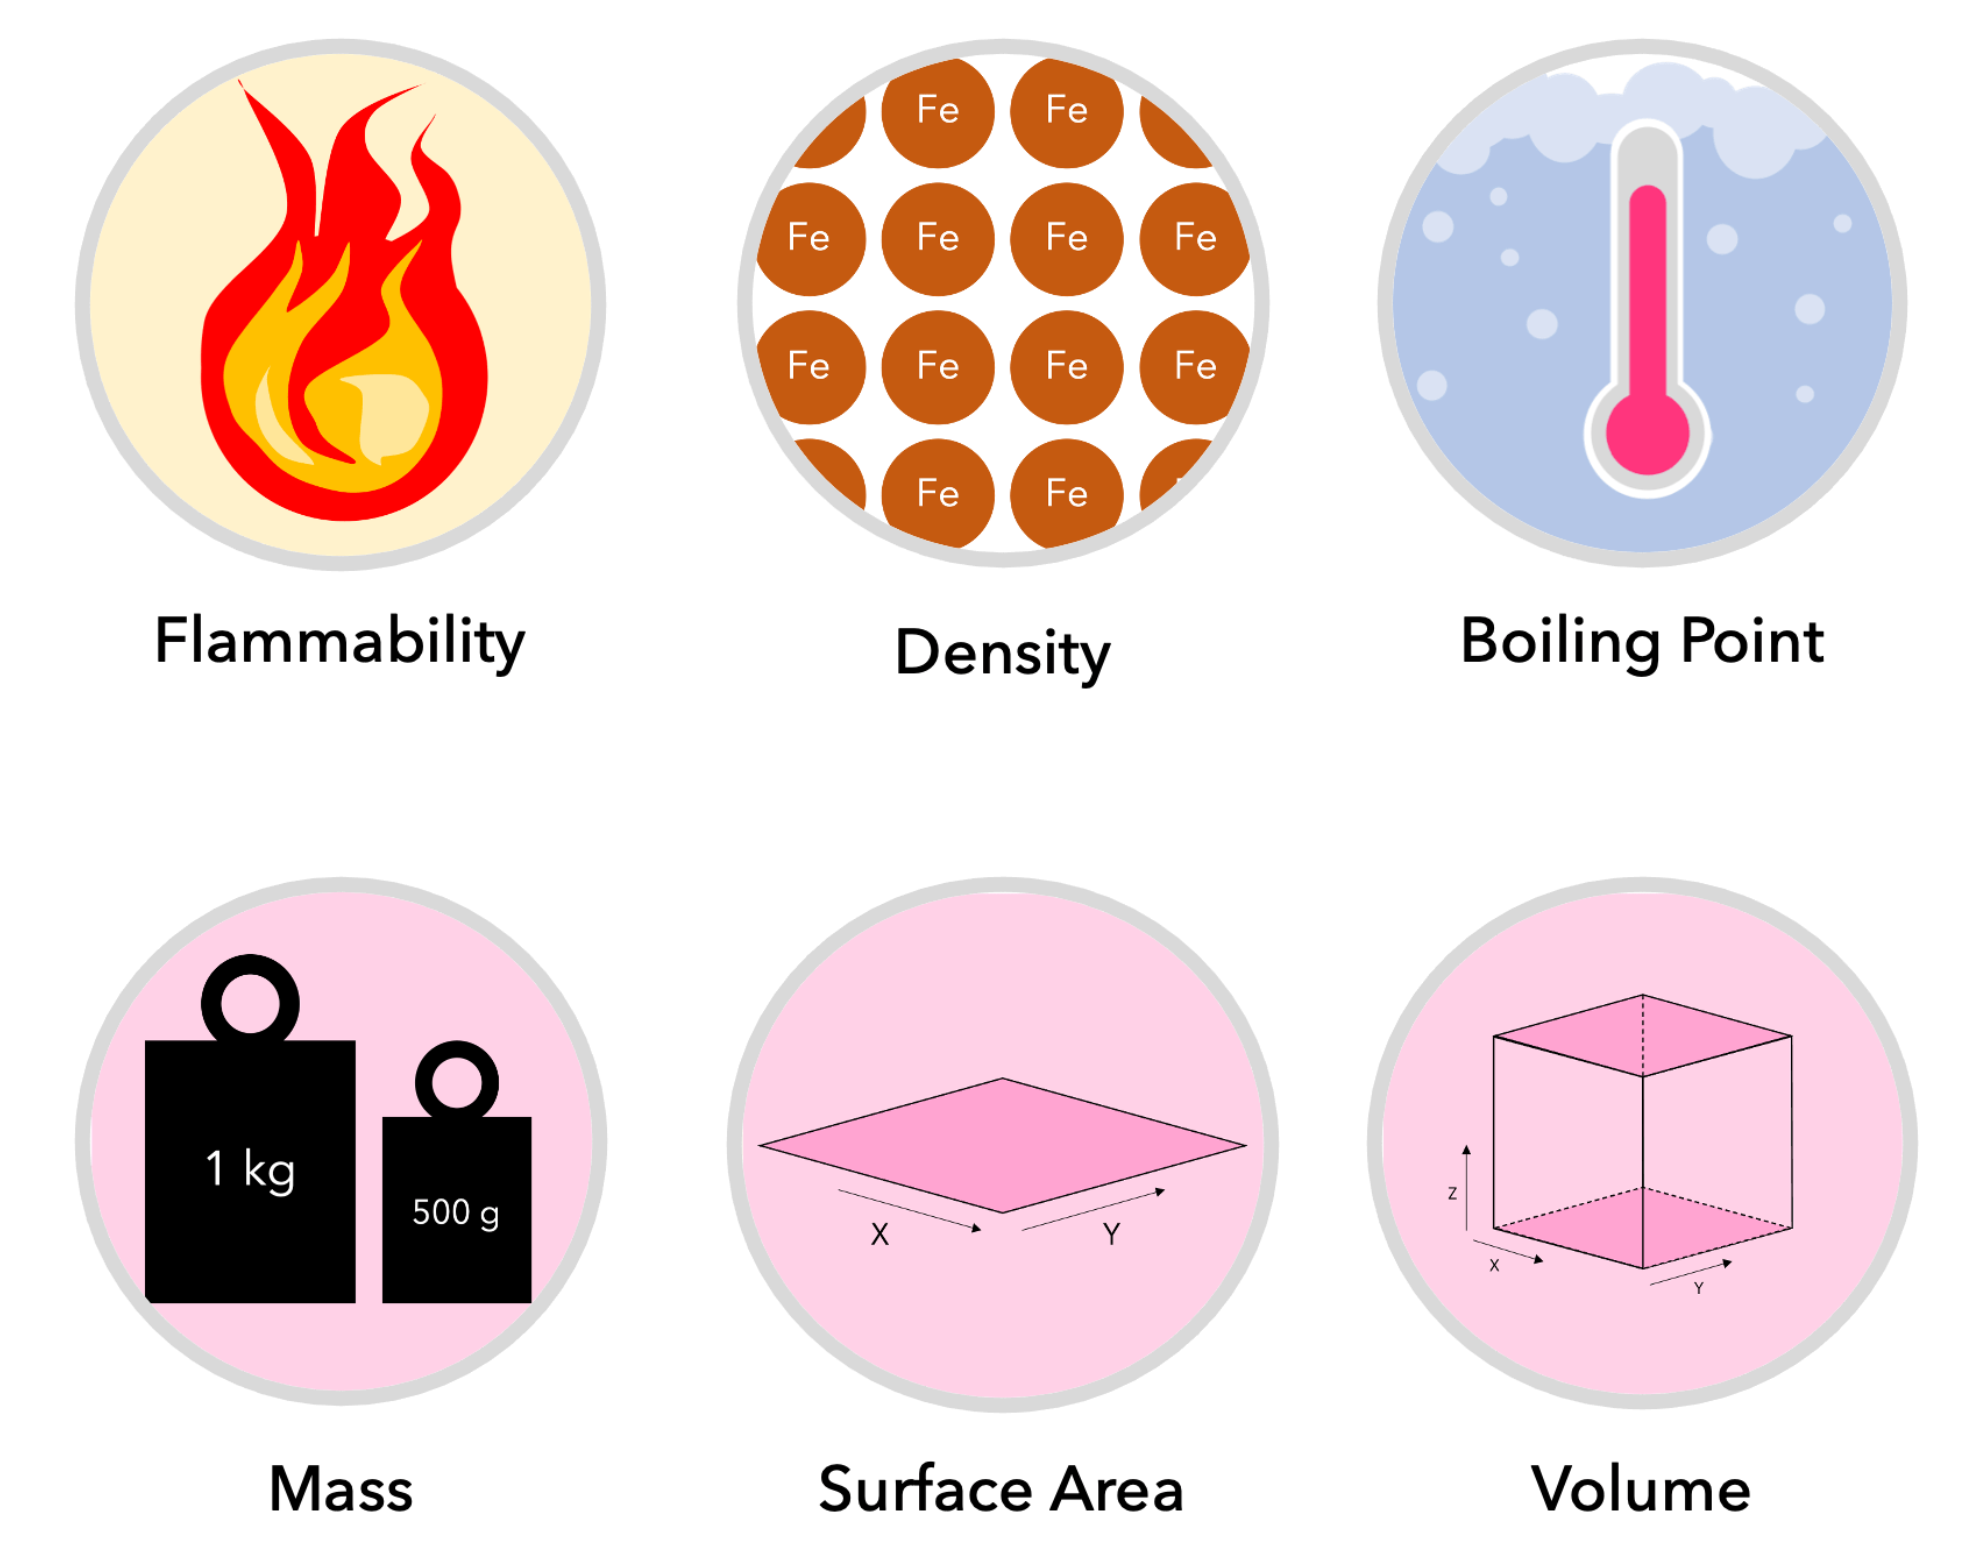 Fe Fe
Fe Fe Fe Fe
Fe Fe Fe Fe
Fe Fe
Flammability
Density
Boiling Point
1 kg
500 g
X
Y
Z
X
Y
Mass
Surface Area
Volume